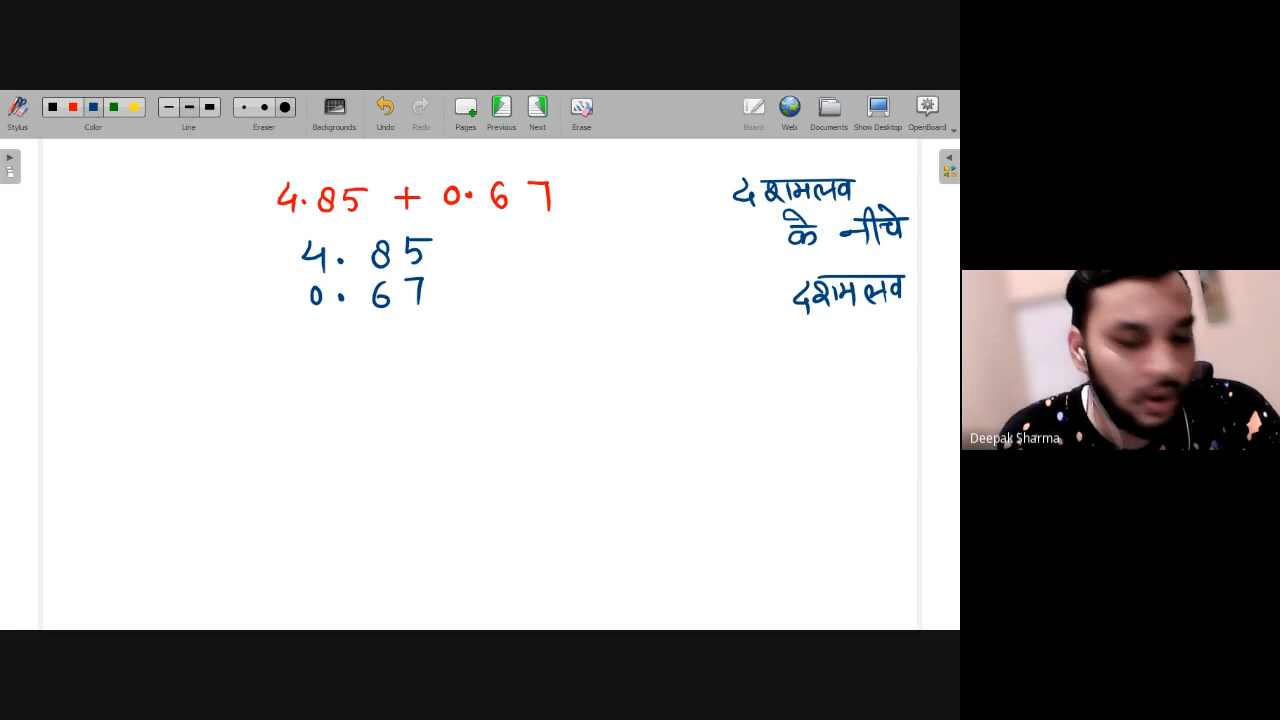 Stylus Color Line Eraser Backgrounds Undo Redo Pages Previous Next Erase Board Web Documents Show Desktop OpenBoard
4.85 + 0.67
4.85
0.67
दशमलव
के नीचे
दशमलव
Deepak Sharma